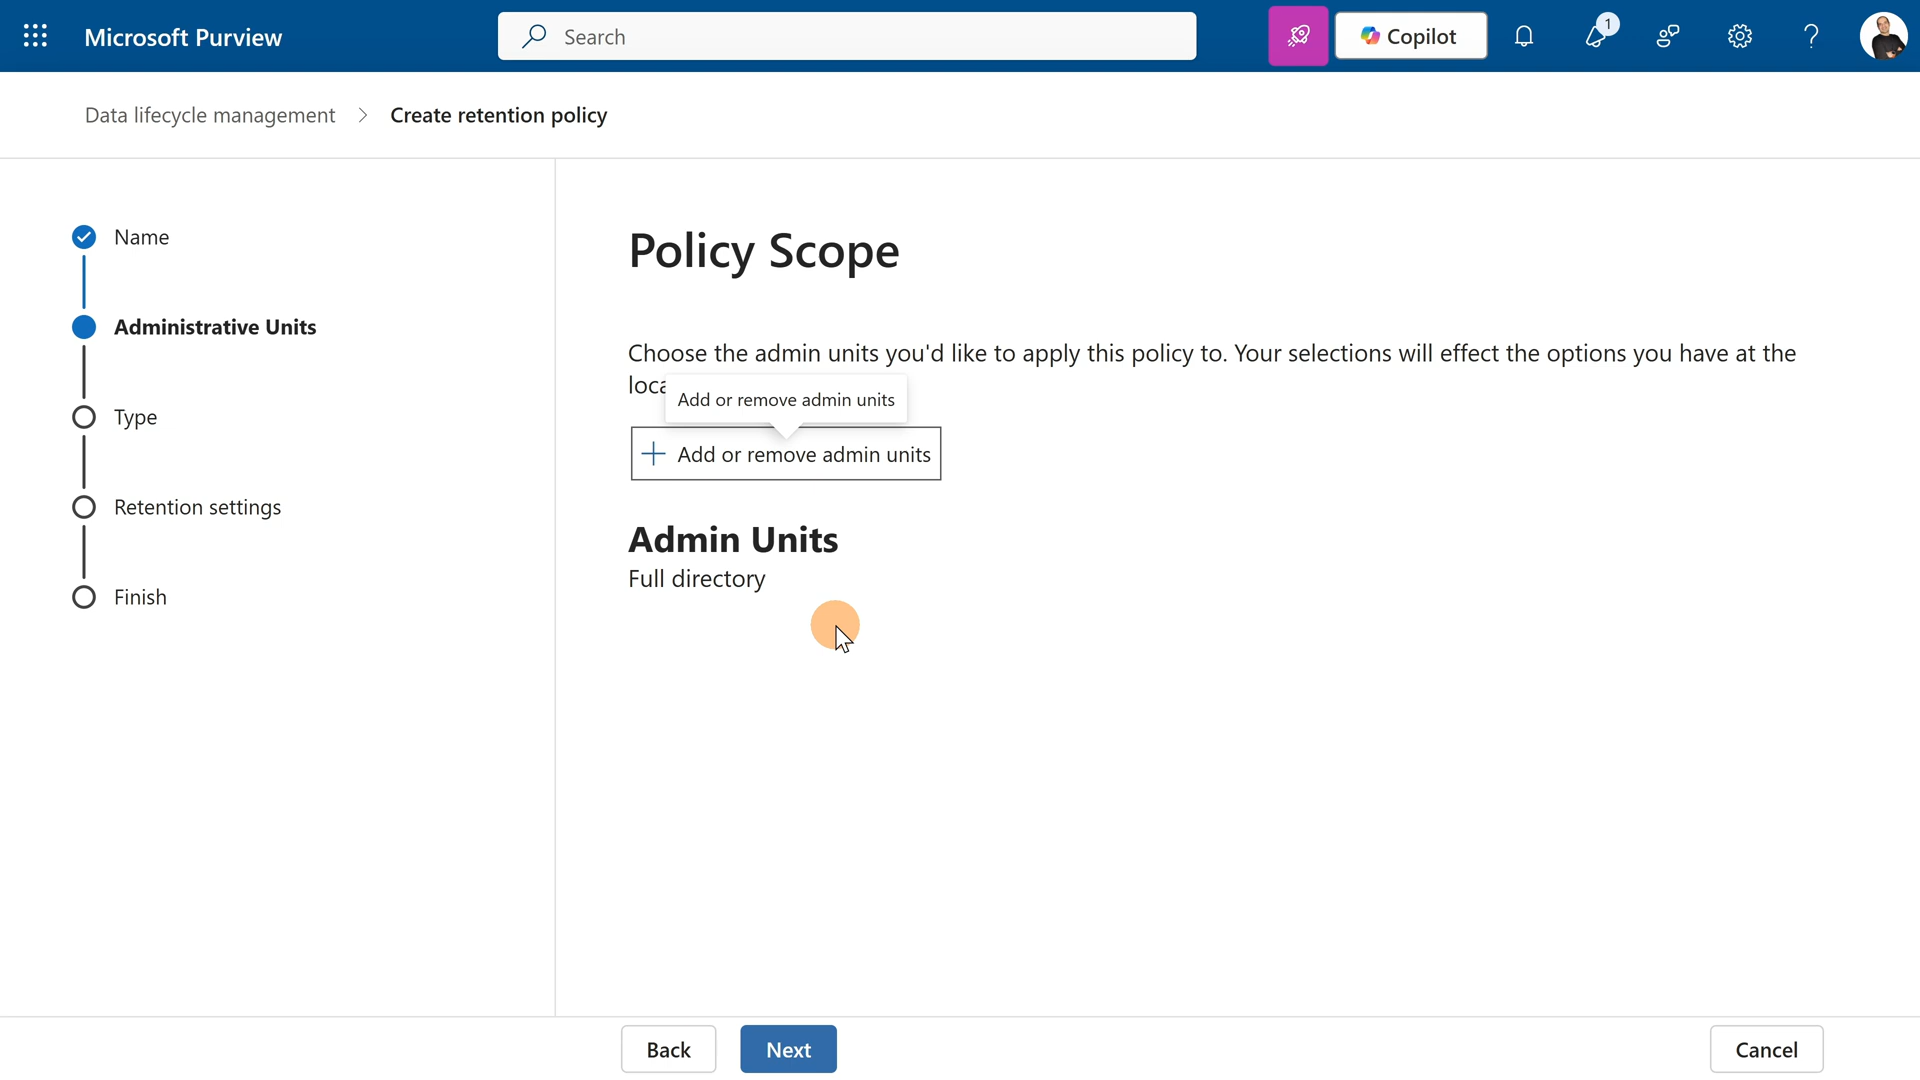 Microsoft Purview
Search
Copilot
1
Data lifecycle management > Create retention policy
Name
Administrative Units
Type
Retention settings
Finish
Policy Scope
Choose the admin units you'd like to apply this policy to. Your selections will effect the options you have at the
Add or remove admin units
Add or remove admin units
Admin Units
Full directory
Back
Next
Cancel